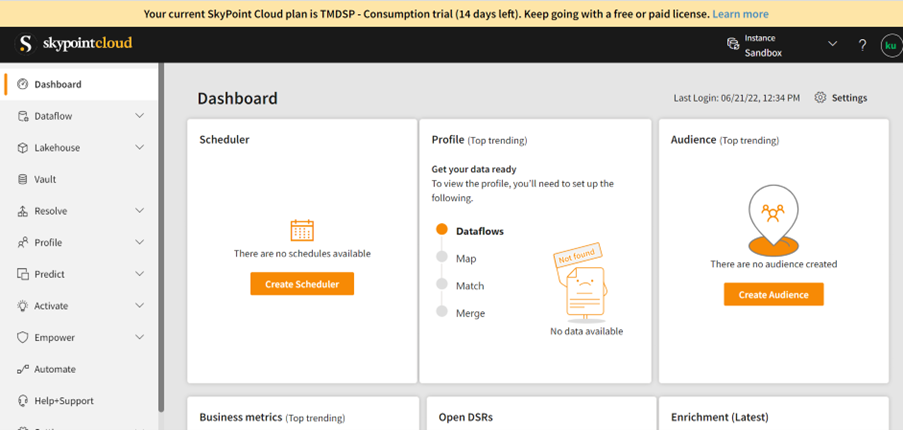 Your current SkyPoint Cloud plan is TMDSP - Consumption trial (14 days left). Keep going with a free or paid license. Learn more
S skypointcloud
Instance
Sandbox
?
ku
Dashboard
Dataflow
Lakehouse
Vault
Resolve
Profile
Predict
Activate
Empower
Automate
Help+Support
Dashboard
Last Login: 06/21/22, 12:34 PM
Settings
Scheduler
There are no schedules available
Create Scheduler
Profile (Top trending)
Get your data ready
To view the profile, you'll need to set up the
following.
Dataflows
Map
Match
Merge
Not found
No data available
Audience (Top trending)
There are no audience created
Create Audience
Business metrics (Top trending)
Open DSRs
Enrichment (Latest)